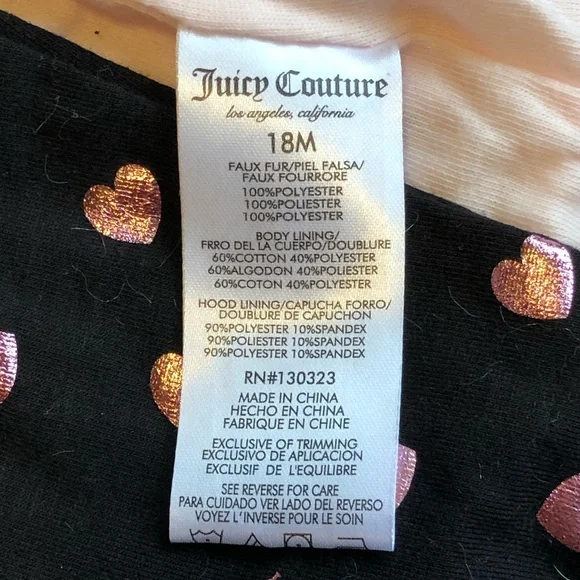 Juicy Couture
los angeles, california
18M
FAUX FUR/PIEL FALSA/
FAUX FOURRORE
100%POLYESTER
100%POLIESTER
100%POLYESTER
BODY LINING/
FRRO DEL LA CUERPO/DOUBLURE
60%COTTON 40%POLYESTER
60%ALGODON 40%POLIESTER
60%COTON 40%POLYESTER
HOOD LINING/CAPUCHA FORRO/
DOUBLURE DE CAPUCHON
90%POLYESTER 10%SPANDEX
90%POLIESTER 10%SPANDEX
90%POLYESTER 10%SPANDEX
RN#130323
MADE IN CHINA
HECHO EN CHINA
FABRIQUE EN CHINE
EXCLUSIVE OF TRIMMING
EXCLUSIVO DE APLICACION
EXCLUSIF DE L'EQUILIBRE
SEE REVERSE FOR CARE
PARA CUIDADO VER LADO DEL REVERSO
VOYEZ L'INVERSE POUR LE SOIN